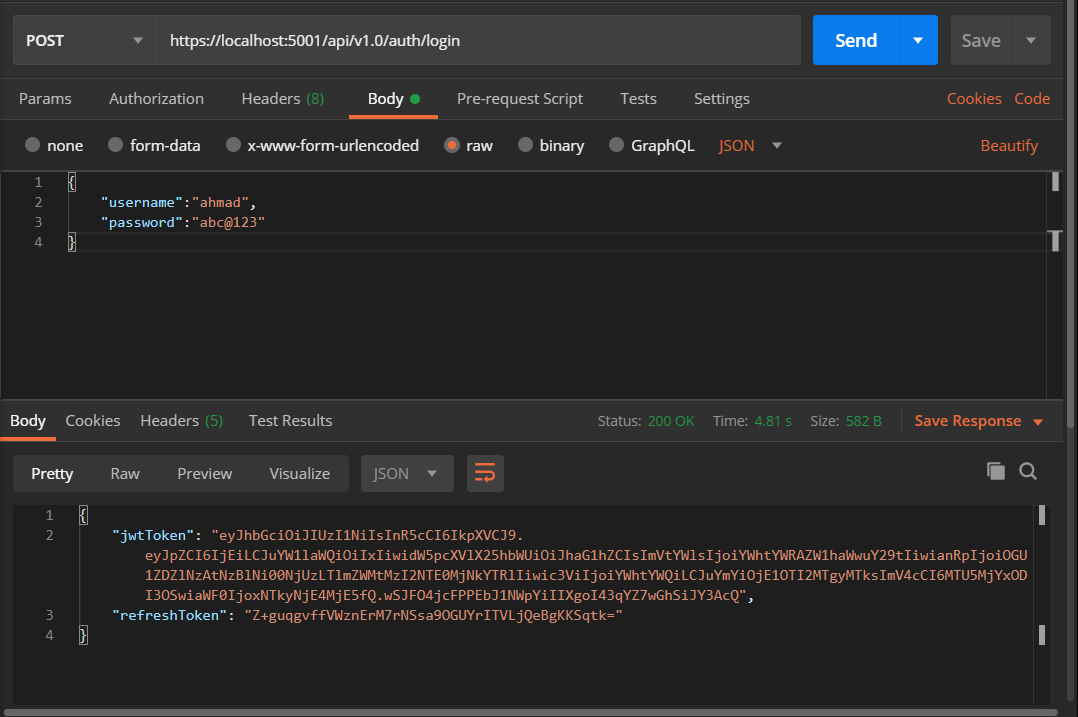 POST https://localhost:5001/api/v1.0/auth/login Send Save
Params Authorization Headers (8) Body Pre-request Script Tests Settings Cookies Code
none form-data x-www-form-urlencoded raw binary GraphQL JSON Beautify
1 {
2 "username":"ahmad",
3 "password":"abc@123"
4 }
Body Cookies Headers (5) Test Results Status: 200 OK Time: 4.81 s Size: 582 B Save Response
Pretty Raw Preview Visualize JSON
1 {
2 "jwtToken": "eyJhbGciOiJIUzI1NiIsInR5cCI6IkpXVCJ9.
eyJpZCI6IjEiLCJuYW1laWQiOiIxIiwidW5pcXVlX25hbWUiOiJhaG1hZCIsImVtYWlsIjoiYWhtYWRAZW1haWwuY29tIiwianRpIjoiOGU
1ZDZlNzAtNzBlNi00NjUzLTlmZWMtMzI2NTE0MjNkYTRlIiwic3ViIjoiYWhtYWQiLCJuYmYiOjE1OTI2MTgyMTksImV4cCI6MTU5MjYxOD
I3OSwiaWF0IjoxNTkyNjE4MjE5fQ.wSJFO4jcFPPEbJ1NWpYiIIXgoI43qYZ7wGhSiJY3AcQ",
3 "refreshToken": "Z+guqgvffVWznErM7rNSsa9OGUYrITVLjQeBgKKSqtk="
4 }